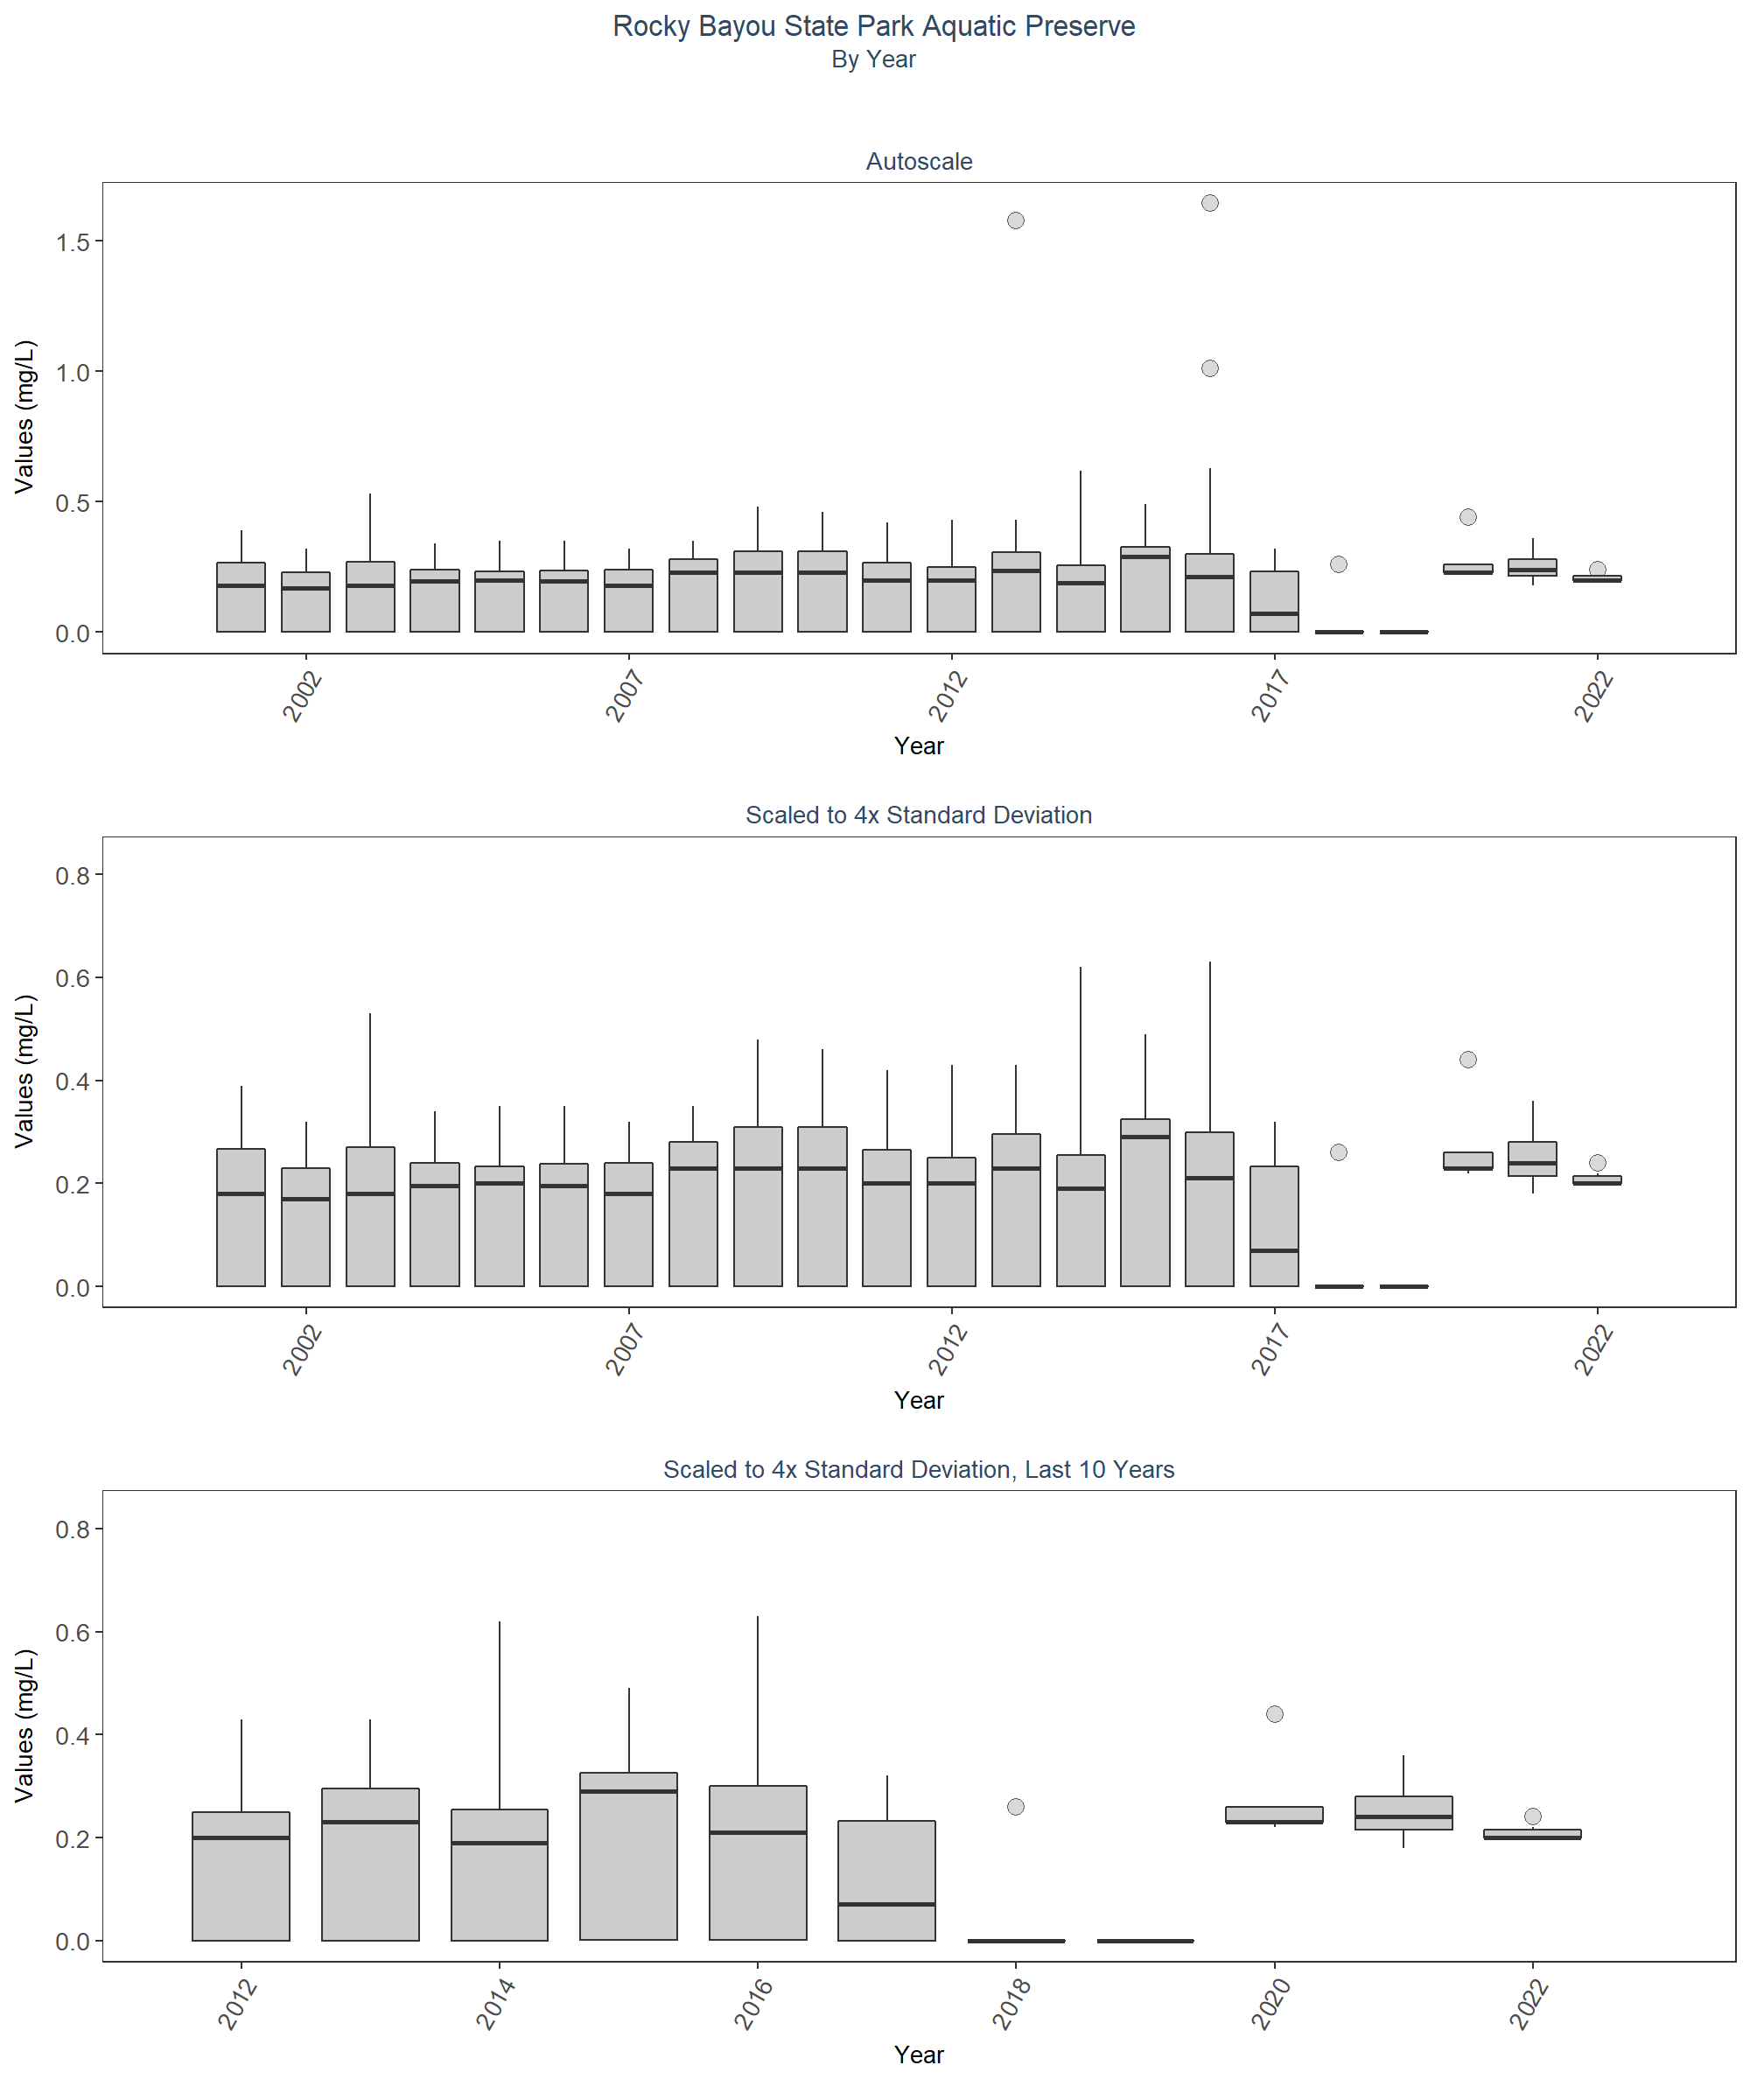 Rocky Bayou State Park Aquatic Preserve
By Year
Autoscale
Values (mg/L)
1.5
1.0
0.5
0.0
2002 2007 2012 2017 2022
Year
Scaled to 4x Standard Deviation
Values (mg/L)
0.8
0.6
0.4
0.2
0.0
2002 2007 2012 2017 2022
Year
Scaled to 4x Standard Deviation, Last 10 Years
Values (mg/L)
0.8
0.6
0.4
0.2
0.0
2012 2014 2016 2018 2020 2022
Year